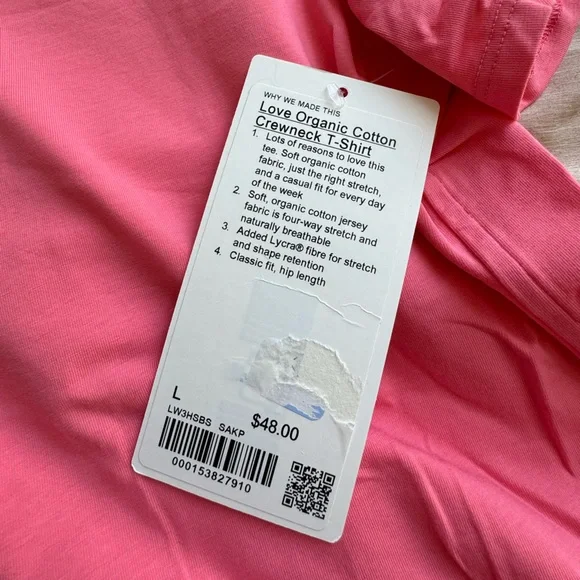 WHY WE MADE THIS
Love Organic Cotton
Crewneck T-Shirt
1. Lots of reasons to love this
tee. Soft organic cotton
fabric, just the right stretch,
and a casual fit for every day
of the week
2. Soft, organic cotton jersey
fabric is four-way stretch and
naturally breathable
3. Added Lycra® fibre for stretch
and shape retention
4. Classic fit, hip length
L
$48.00
LW3HSBS SAKP
000153827910